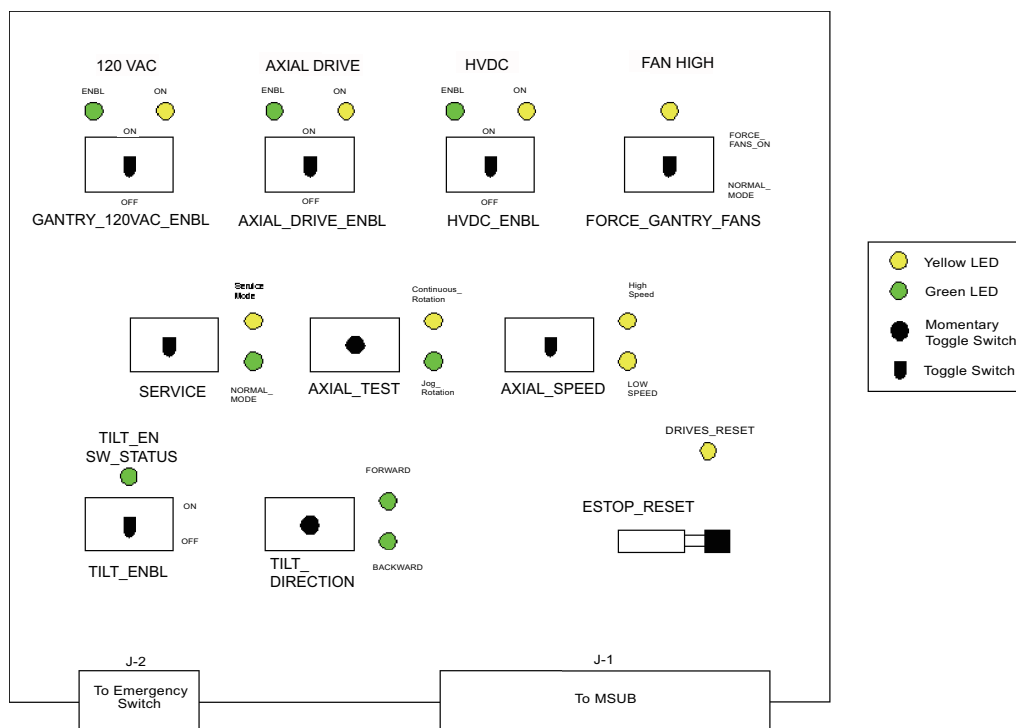 120 VAC
AXIAL DRIVE
HVDC
FAN HIGH
ENBL
ON
ENBL
ON
ENBL
ON
ON
ON
ON
FORCE_
FANS_ON
NORMAL_
MODE
OFF
OFF
OFF
GANTRY_120VAC_ENBL
AXIAL_DRIVE_ENBL
HVDC_ENBL
FORCE_GANTRY_FANS
Yellow LED
Green LED
Momentary
Toggle Switch
Toggle Switch
Service
Mode
Continuous_
Rotation
High
Speed
SERVICE
NORMAL_
MODE
AXIAL_TEST
Jog_
Rotation
AXIAL_SPEED
LOW
SPEED
TILT_EN
SW_STATUS
DRIVES_RESET
ON
OFF
FORWARD
BACKWARD
ESTOP_RESET
TILT_ENBL
TILT_
DIRECTION
J-2
To Emergency
Switch
J-1
To MSUB